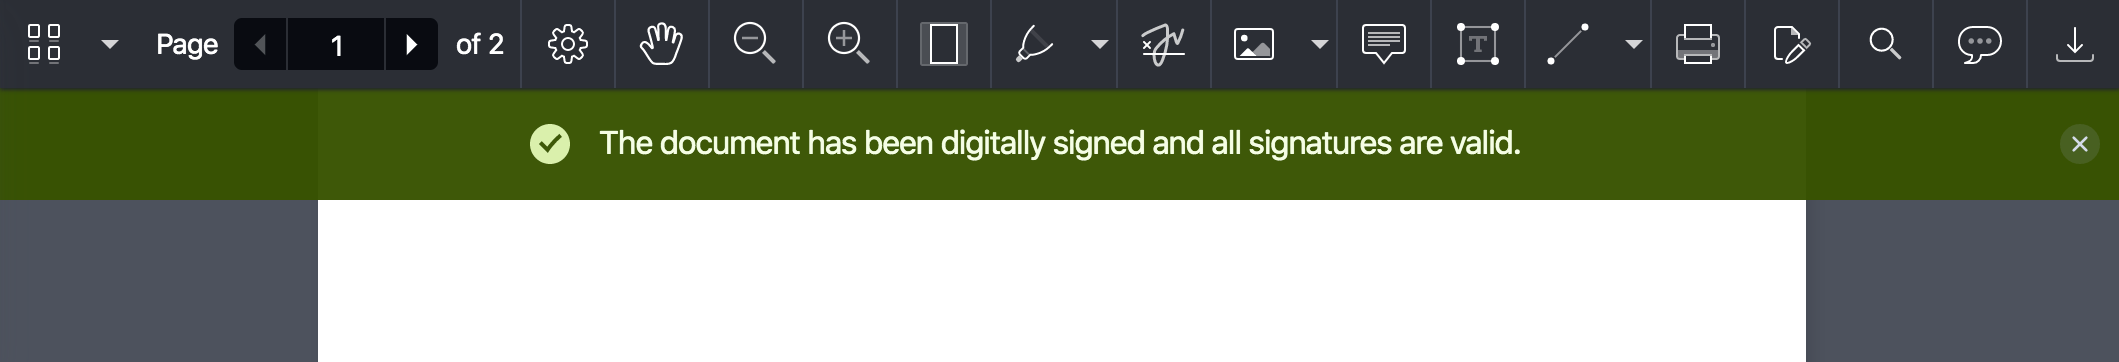 Page 1 of 2
T
The document has been digitally signed and all signatures are valid.